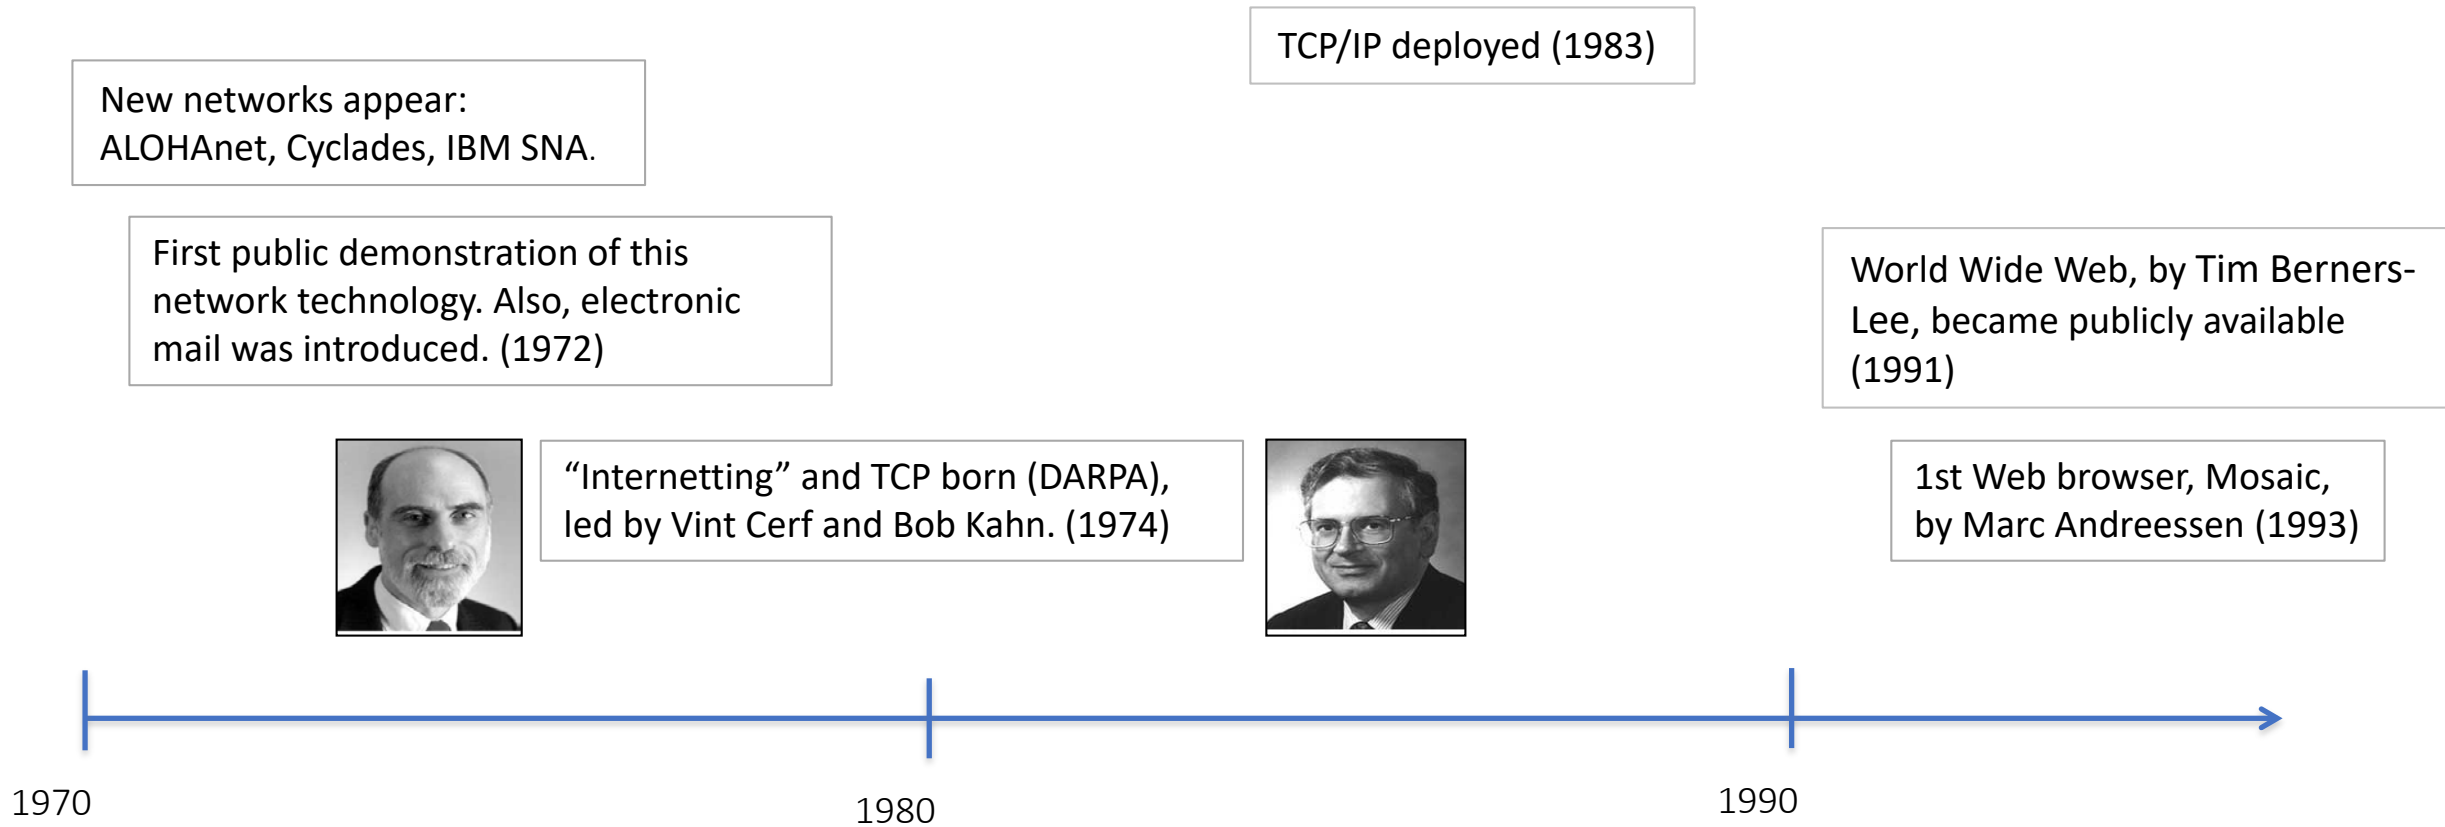 TCP/IP deployed (1983)
New networks appear:
ALOHAnet, Cyclades, IBM SNA.
First public demonstration of this
network technology. Also, electronic
mail was introduced. (1972)
World Wide Web, by Tim Berners-
Lee, became publicly available
(1991)
“Internetting” and TCP born (DARPA),
led by Vint Cerf and Bob Kahn. (1974)
1st Web browser, Mosaic,
by Marc Andreessen (1993)
1970
1980
1990